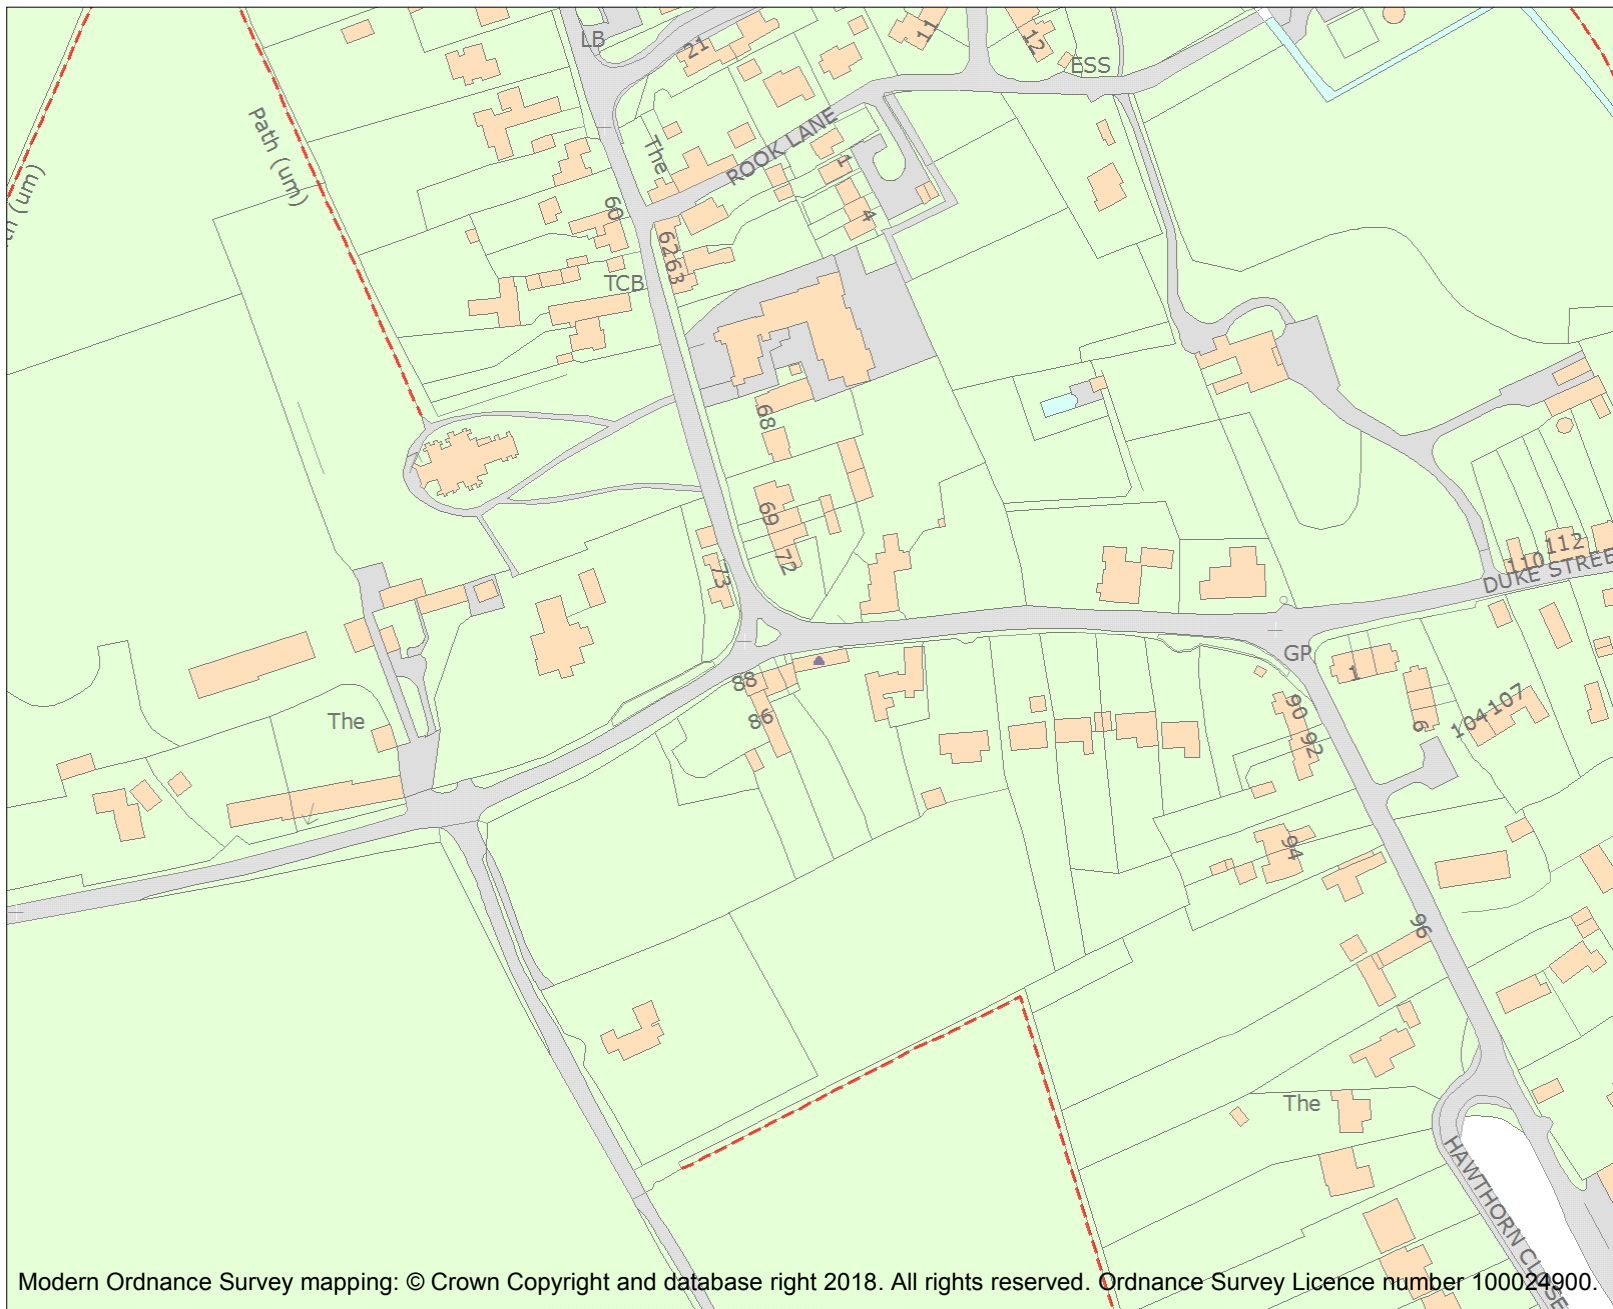 LB
21
11
12
ESS
Path (um)
The
ROOK LANE
1
4
60
6263
TCB
68
69
72
73
110
112
DUKE STREE
GP
1
6
104
107
The
88
86
90
92
94
96
The
HAWTHORN CLOSE
Modern Ordnance Survey mapping: © Crown Copyright and database right 2018. All rights reserved. Ordnance Survey Licence number 100024900.